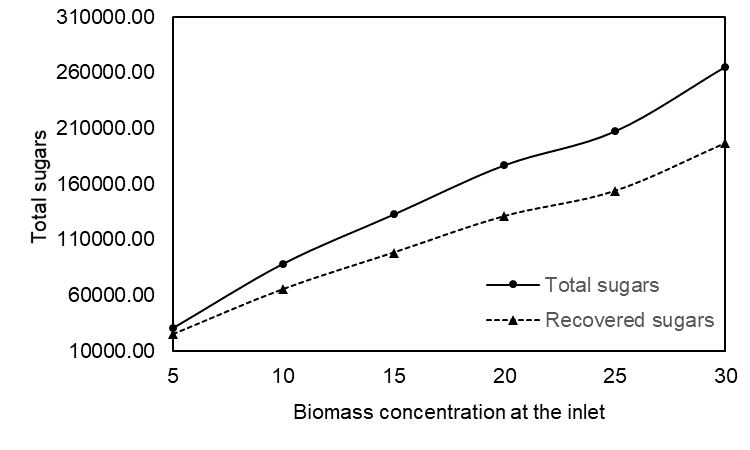 310000.00
260000.00
210000.00
160000.00
110000.00
60000.00
10000.00
Total sugars
Total sugars
Recovered sugars
5 10 15 20 25 30
Biomass concentration at the inlet